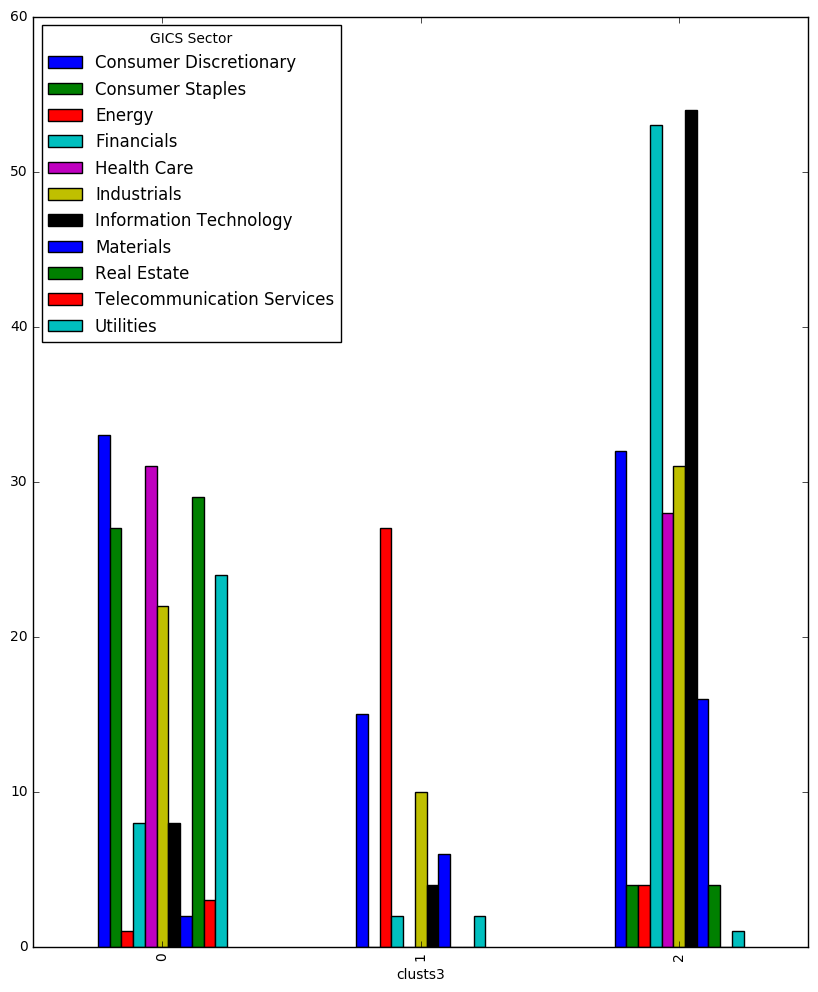 60
50
40
30
20
10
0
GICS Sector
Consumer Discretionary
Consumer Staples
Energy
Financials
Health Care
Industrials
Information Technology
Materials
Real Estate
Telecommunication Services
Utilities
0
1
2
clusts3